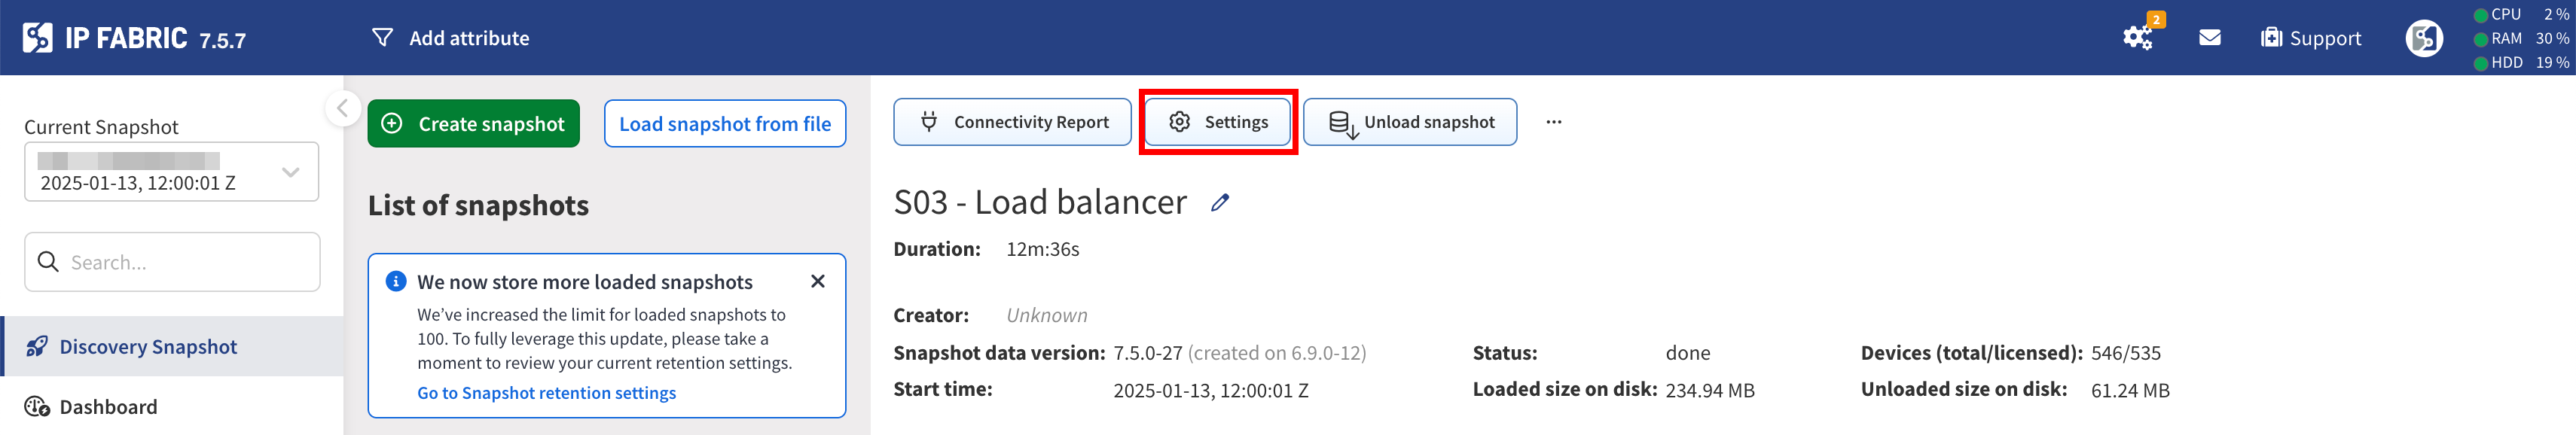 IP FABRIC 7.5.7
Add attribute
2
Support
CPU 2 %
RAM 30 %
HDD 19 %
Current Snapshot
2025-01-13, 12:00:01 Z
Search...
Discovery Snapshot
Dashboard
Create snapshot
Load snapshot from file
List of snapshots
We now store more loaded snapshots
We’ve increased the limit for loaded snapshots to
100. To fully leverage this update, please take a
moment to review your current retention settings.
Go to Snapshot retention settings
Connectivity Report
Settings
Unload snapshot
...
S03 - Load balancer
Duration: 12m:36s
Creator: Unknown
Snapshot data version: 7.5.0-27 (created on 6.9.0-12)
Status: done
Devices (total/licensed): 546/535
Start time: 2025-01-13, 12:00:01 Z
Loaded size on disk: 234.94 MB
Unloaded size on disk: 61.24 MB